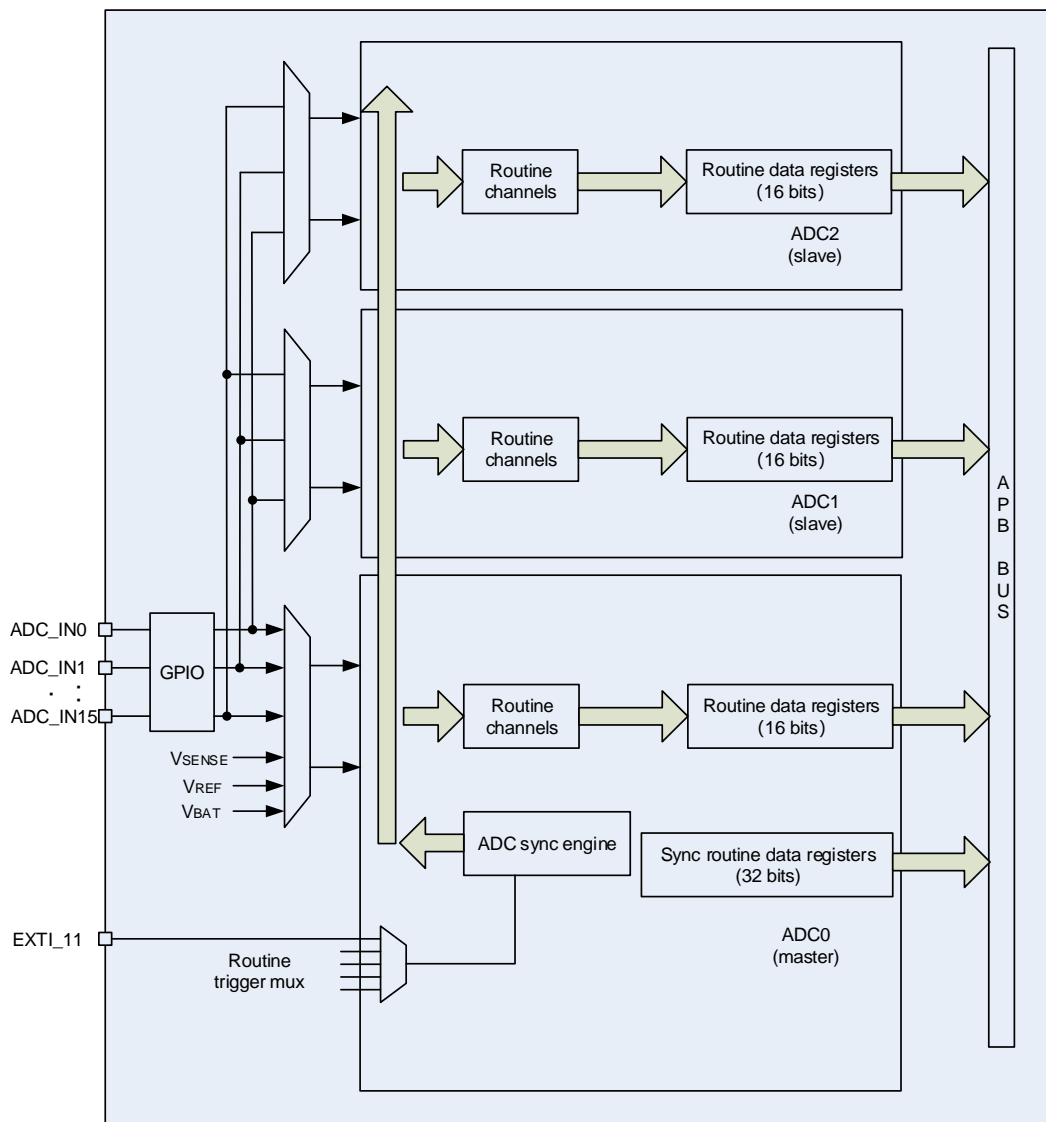 Routine
channels
Routine data registers
(16 bits)
ADC2
(slave)
Routine
channels
Routine data registers
(16 bits)
ADC1
(slave)
APB BUS
ADC_IN0
ADC_IN1
ADC_IN15
GPIO
VSENSE
VREF
VBAT
Routine
channels
Routine data registers
(16 bits)
ADC sync engine
Sync routine data registers
(32 bits)
ADC0
(master)
EXTI_11
Routine
trigger mux